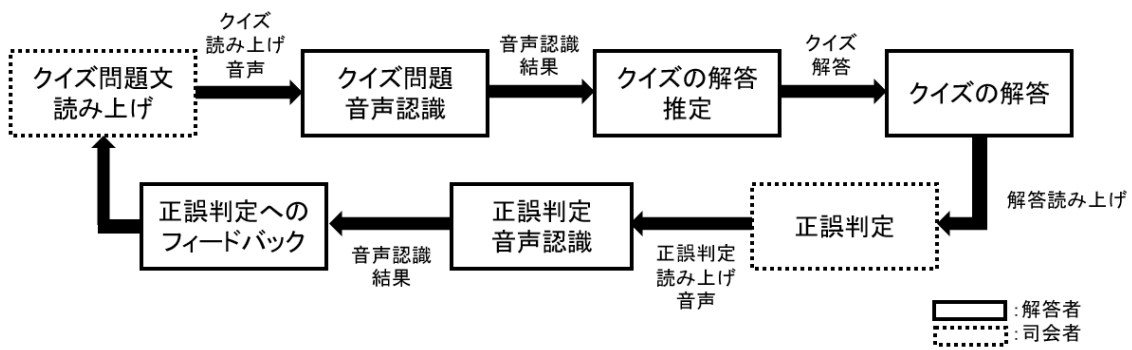 クイズ
読み上げ
音声
音声認識
結果
クイズ
解答
クイズ問題文
読み上げ
クイズ問題
音声認識
クイズの解答
推定
クイズの解答
解答読み上げ
正誤判定への
フィードバック
正誤判定
音声認識
正誤判定
音声認識
結果
正誤判定
読み上げ
音声
:解答者
:司会者